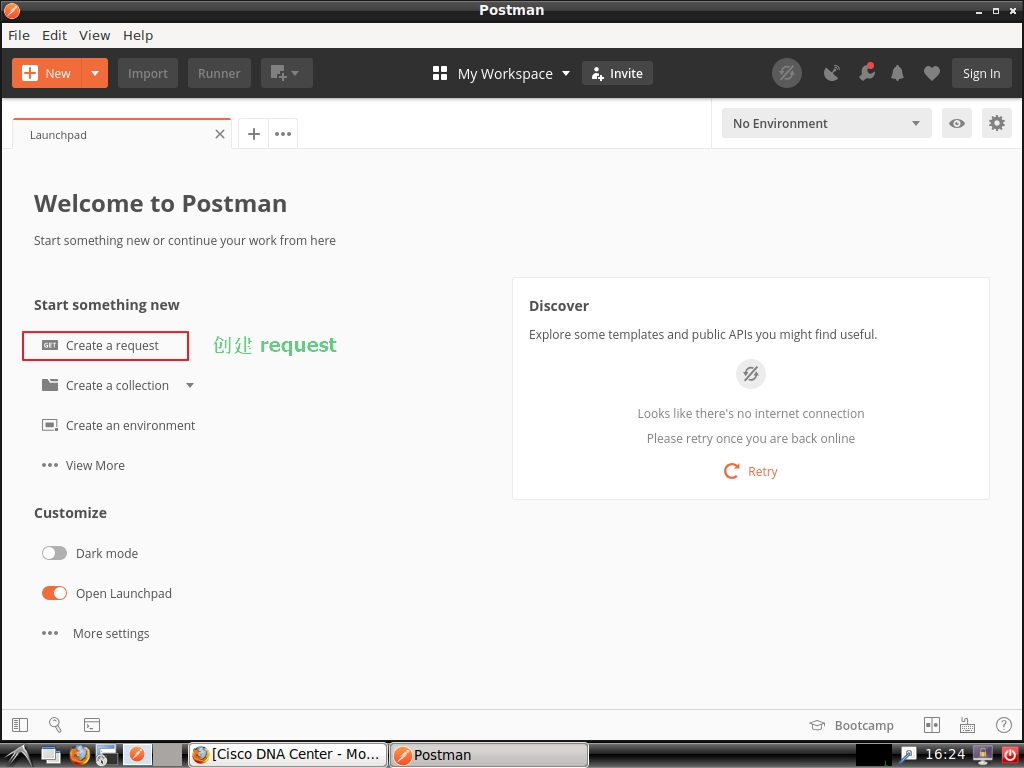 Postman
File Edit View Help
New Import Runner My Workspace Invite Sign In
Launchpad No Environment
Welcome to Postman
Start something new or continue your work from here
Start something new
GET Create a request 创建 request
Create a collection
Create an environment
View More
Customize
Dark mode
Open Launchpad
More settings
Discover
Explore some templates and public APIs you might find useful.
Looks like there's no internet connection
Please retry once you are back online
Retry
Bootcamp
[Cisco DNA Center - Mo... Postman 16:24